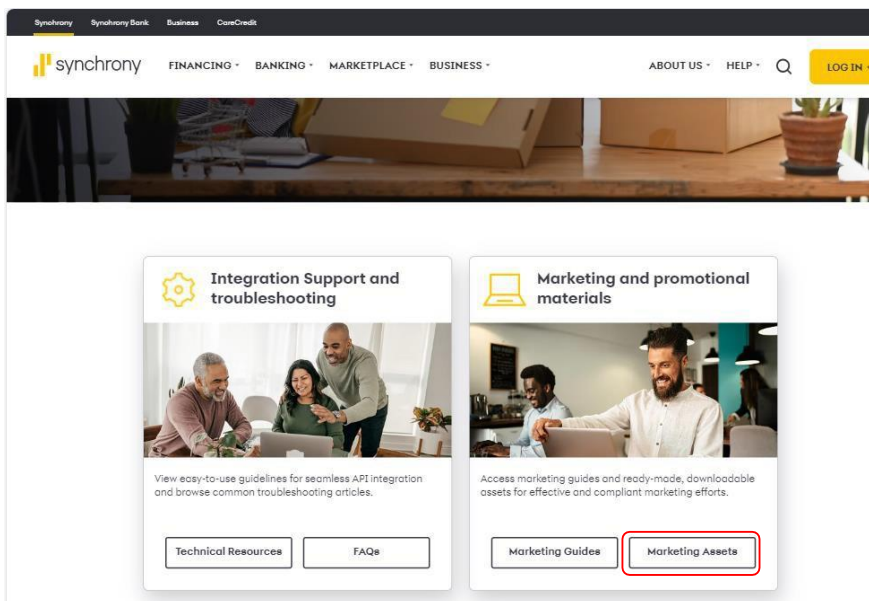 Synchrony Synchrony Bank Business CareCredit
synchrony FINANCING BANKING MARKETPLACE BUSINESS ABOUT US HELP LOG IN
Integration Support and
troubleshooting
View easy-to-use guidelines for seamless API integration
and browse common troubleshooting articles.
Technical Resources FAQs
Marketing and promotional
materials
Access marketing guides and ready-made, downloadable
assets for effective and compliant marketing efforts.
Marketing Guides Marketing Assets